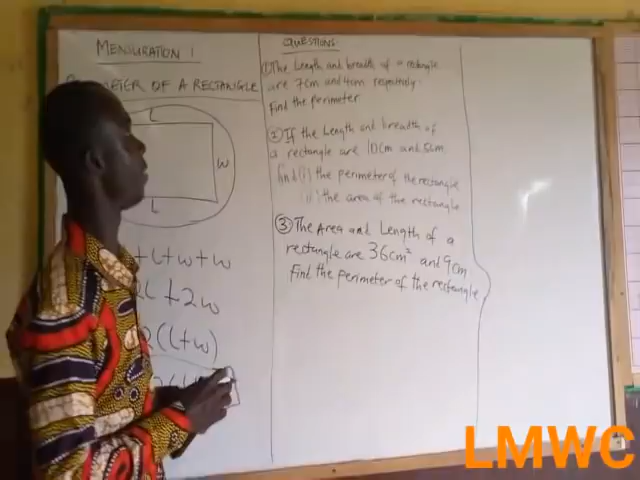 MENSURATION 1
METER OF A RECTANGLE
L
W
L
+L+W+W
2L+2W
2(L+W)
QUESTIONS
① The Length and breadth of a rectangle
are 7cm and 4cm respectively.
Find the perimeter
② If the Length and breadth of
a rectangle are 10cm and 5cm
find (i) the perimeter of the rectangle
(ii) the area of the rectangle
③ The Area and Length of a
rectangle are 36cm² and 9cm
Find the perimeter of the rectangle
LMWC